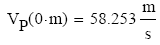 V_P(0·m) = 58.253 m/s